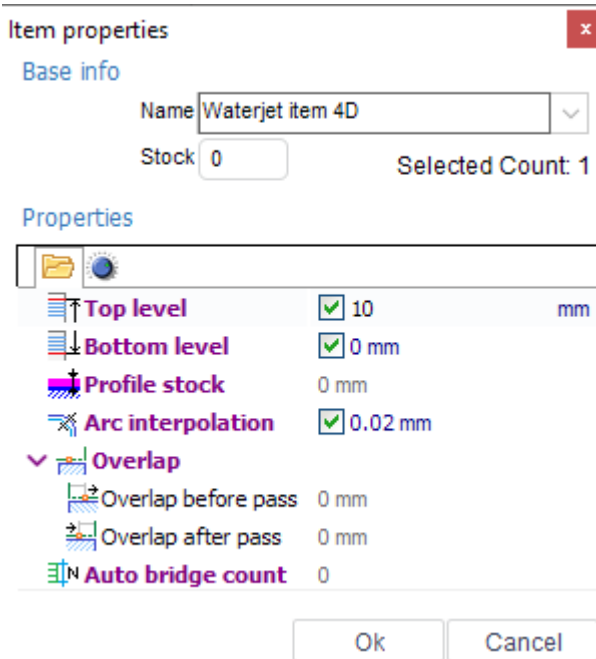 Item properties
x
Base info
Name Waterjet item 4D
Stock 0
Selected Count: 1
Properties
Top level 10 mm
Bottom level 0 mm
Profile stock 0 mm
Arc interpolation 0.02 mm
Overlap
Overlap before pass 0 mm
Overlap after pass 0 mm
N Auto bridge count 0
Ok Cancel